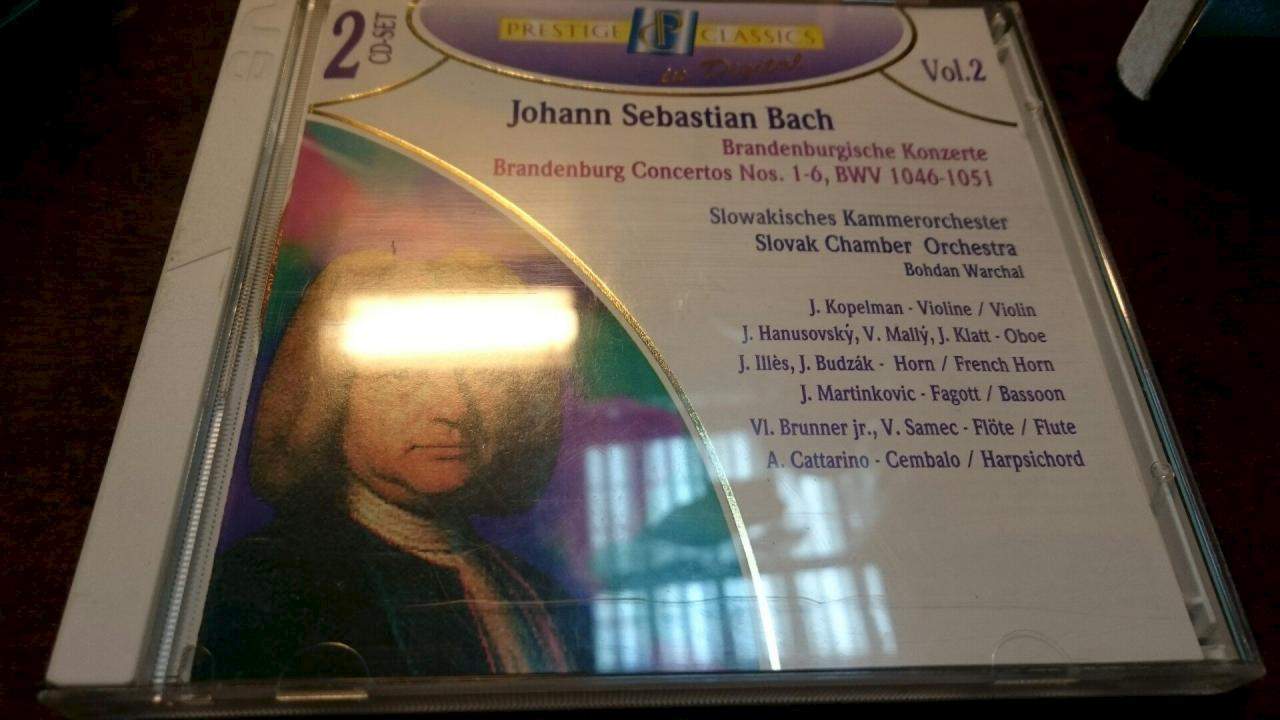 2
CD-SET
PRESTIGE CLASSICS
in Digital
Vol.2
Johann Sebastian Bach
Brandenburgische Konzerte
Brandenburg Concertos Nos. 1-6, BWV 1046-1051
Slowakisches Kammerorchester
Slovak Chamber Orchestra
Bohdan Warchal
J. Kopelman - Violine / Violin
J. Hanusovský, V. Mallý, J. Klatt - Oboe
J. Illès, J. Budzák - Horn / French Horn
J. Martinkovic - Fagott / Bassoon
Vl. Brunner jr., V. Samec - Flöte / Flute
A. Cattarino - Cembalo / Harpsichord